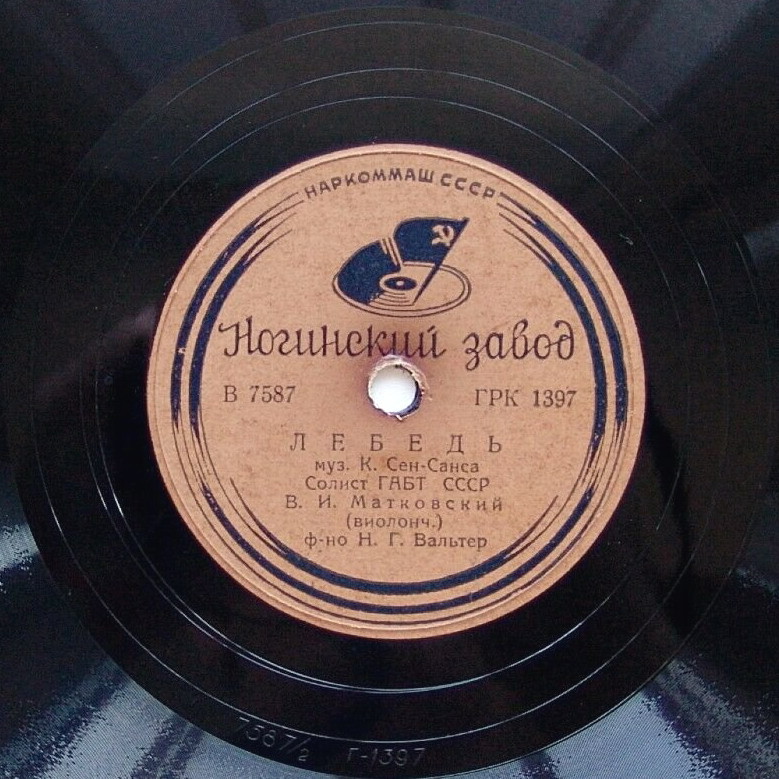 НАРКОММАШ СССР
Ногинский завод
В 7587 ГРК 1397
ЛЕБЕДЬ
муз. К. Сен-Санса
Солист ГАБТ СССР
В. И. Матковский
(виолонч.)
ф-но Н. Г. Вальтер
7587/2 Г-1397